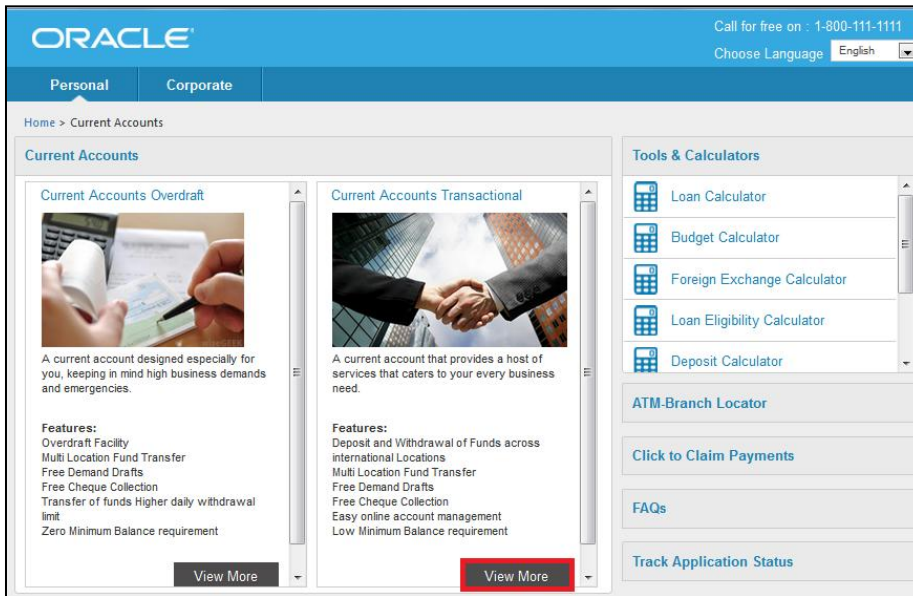 ORACLE
Call for free on : 1-800-111-1111
Choose Language English
Personal Corporate
Home > Current Accounts
Current Accounts
Current Accounts Overdraft
A current account designed especially for
you, keeping in mind high business demands
and emergencies.
Features:
Overdraft Facility
Multi Location Fund Transfer
Free Demand Drafts
Free Cheque Collection
Transfer of funds Higher daily withdrawal
limit
Zero Minimum Balance requirement
View More
Current Accounts Transactional
A current account that provides a host of
services that caters to your every business
need.
Features:
Deposit and Withdrawal of Funds across
international Locations
Multi Location Fund Transfer
Free Demand Drafts
Free Cheque Collection
Easy online account management
Low Minimum Balance requirement
View More
Tools & Calculators
Loan Calculator
Budget Calculator
Foreign Exchange Calculator
Loan Eligibility Calculator
Deposit Calculator
ATM-Branch Locator
Click to Claim Payments
FAQs
Track Application Status